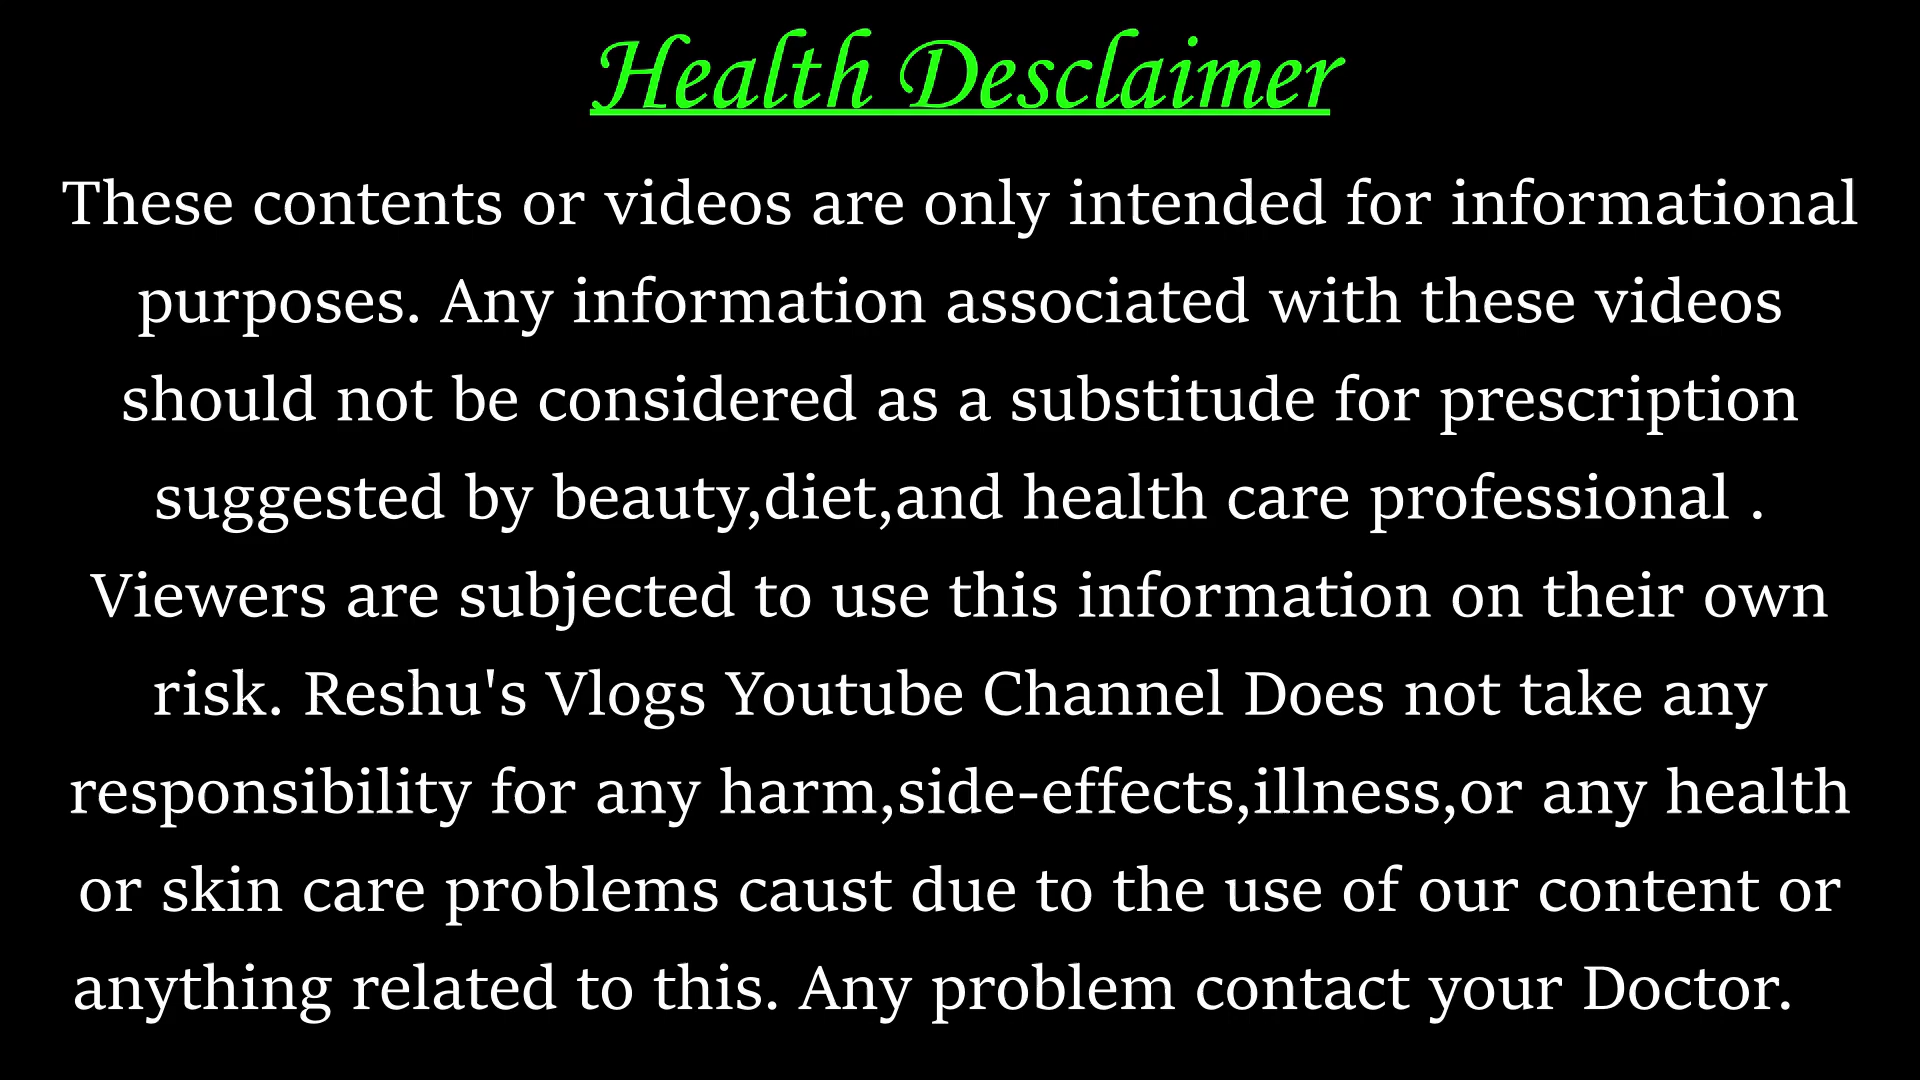 Health Desclaimer
These contents or videos are only intended for informational
purposes. Any information associated with these videos
should not be considered as a substitude for prescription
suggested by beauty,diet,and health care professional .
Viewers are subjected to use this information on their own
risk. Reshu's Vlogs Youtube Channel Does not take any
responsibility for any harm,side-effects,illness,or any health
or skin care problems caust due to the use of our content or
anything related to this. Any problem contact your Doctor.